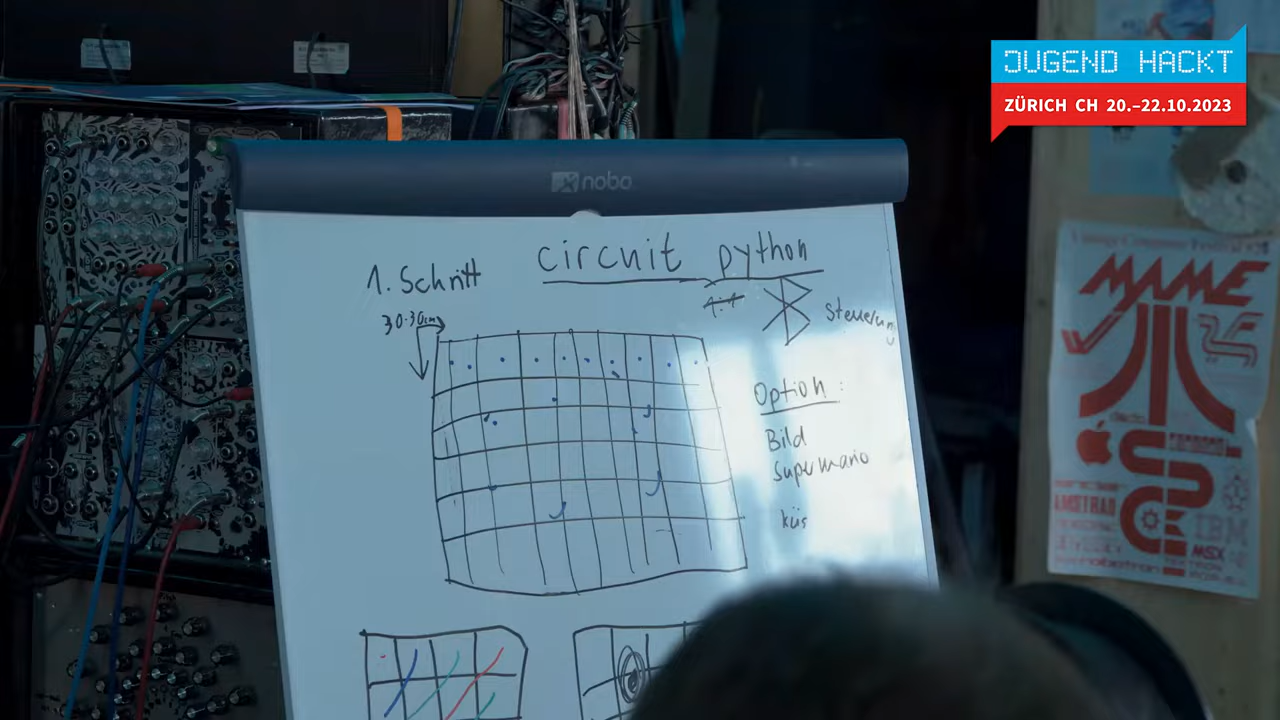 JUGEND HACKT
ZÜRICH CH 20.–22.10.2023
nobo
1. Schritt
circuit python
30·30cm
Steuerung
Option:
Bild
Supermario
küs
MAME
AMSTRAD
IBM
MSX